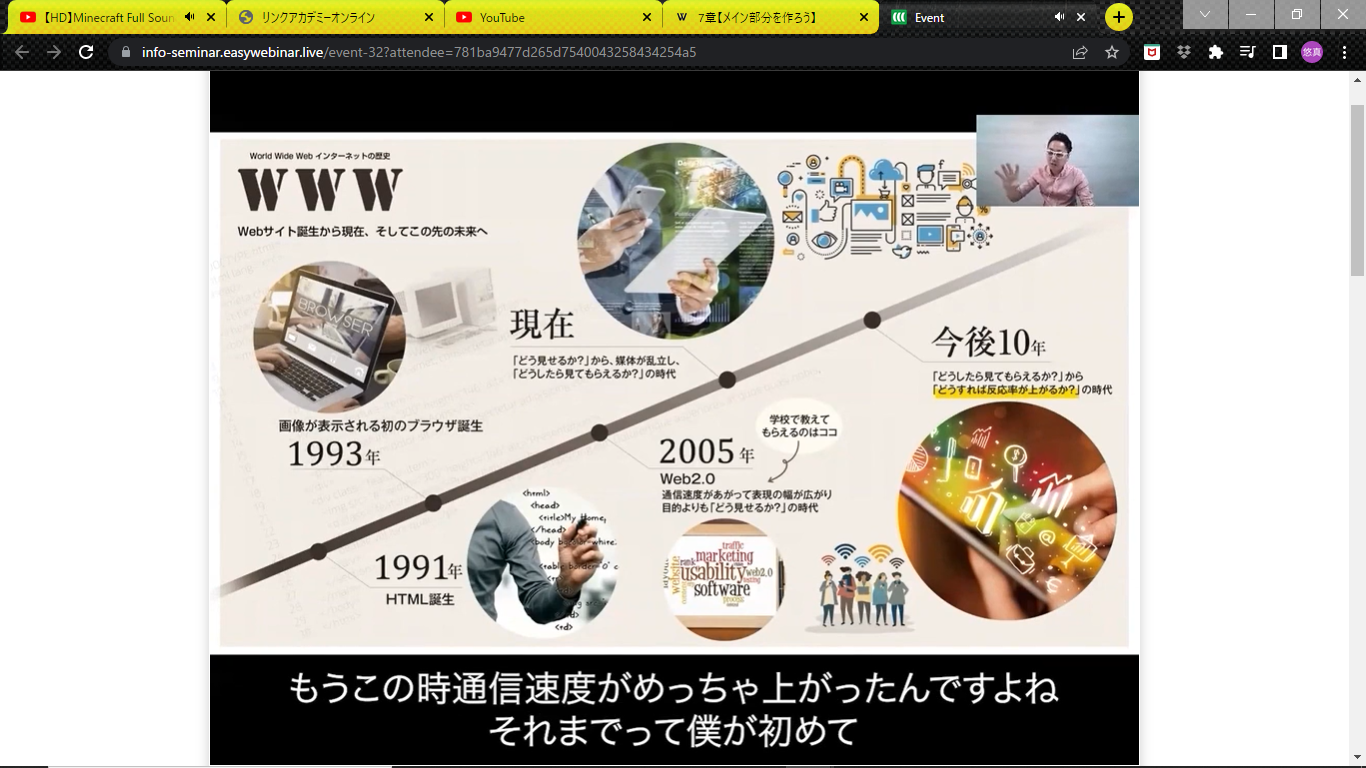 【HD】Minecraft Full Soun
リンクアカデミーオンライン
YouTube
7章【メイン部分を作ろう】
Event
info-seminar.easywebinar.live/event-32?attendee=781ba9477d265d7540043258434254a5
悠真
World Wide Web インターネットの歴史
WWW
Webサイト誕生から現在、そしてこの先の未来へ
BROWSER
画像が表示される初のブラウザ誕生
1993年
1991年
HTML誕生
<html>
<head>
<title>My Home,
</head>
現在
「どう見せるか?」から、媒体が乱立し、
「どうしたら見てもらえるか?」の時代
学校で教えて
もらえるのはココ
2005年
Web2.0
通信速度があがって表現の幅が広がり
目的よりも「どう見せるか?」の時代
traffic
marketing
usability web2.0
software
website
今後10年
「どうしたら見てもらえるか?」から
「どうすれば反応率が上がるか?」の時代
もうこの時通信速度がめっちゃ上がったんですよね
それまでって僕が初めて